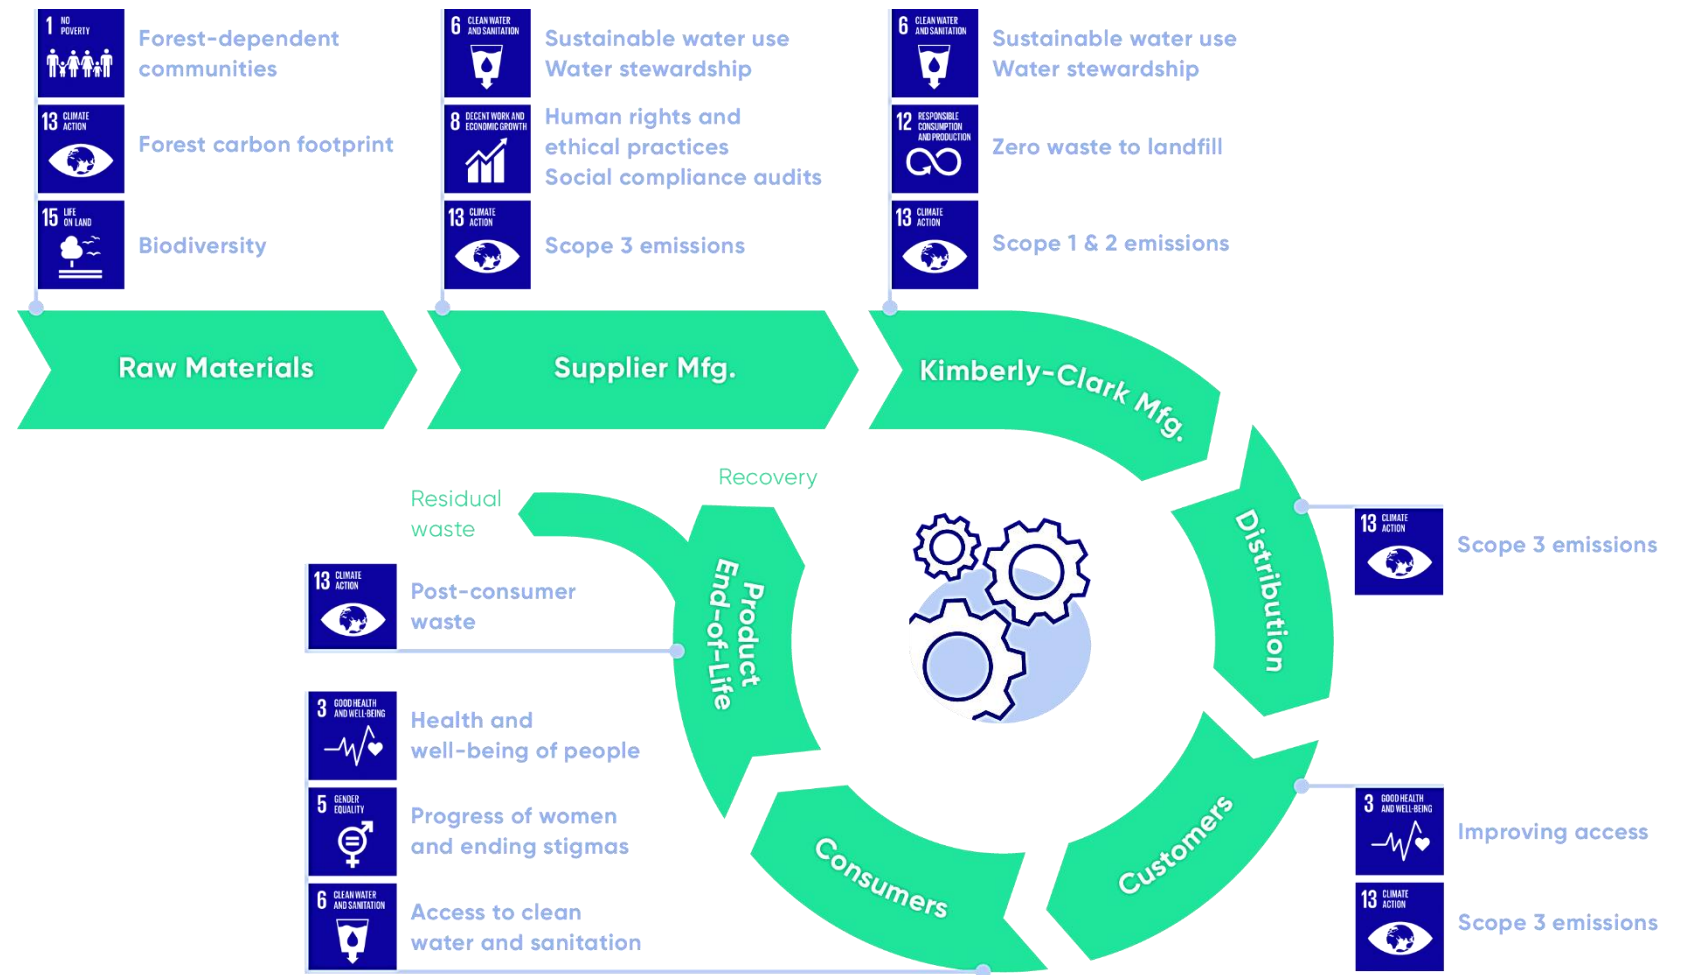 1 NO
POVERTY
Forest-dependent
communities
13 CLIMATE
ACTION
Forest carbon footprint
15 LIFE
ON LAND
Biodiversity
6 CLEAN WATER
AND SANITATION
Sustainable water use
Water stewardship
8 DECENT WORK AND
ECONOMIC GROWTH
Human rights and
ethical practices
Social compliance audits
13 CLIMATE
ACTION
Scope 3 emissions
6 CLEAN WATER
AND SANITATION
Sustainable water use
Water stewardship
12 RESPONSIBLE
CONSUMPTION
AND PRODUCTION
Zero waste to landfill
13 CLIMATE
ACTION
Scope 1 & 2 emissions
Raw Materials
Supplier Mfg.
Kimberly-Clark Mfg.
Distribution
13 CLIMATE
ACTION
Scope 3 emissions
Customers
3 GOOD HEALTH
AND WELL-BEING
Improving access
13 CLIMATE
ACTION
Scope 3 emissions
Consumers
3 GOOD HEALTH
AND WELL-BEING
Health and
well-being of people
5 GENDER
EQUALITY
Progress of women
and ending stigmas
6 CLEAN WATER
AND SANITATION
Access to clean
water and sanitation
Product
End-of-Life
13 CLIMATE
ACTION
Post-consumer
waste
Residual
waste
Recovery